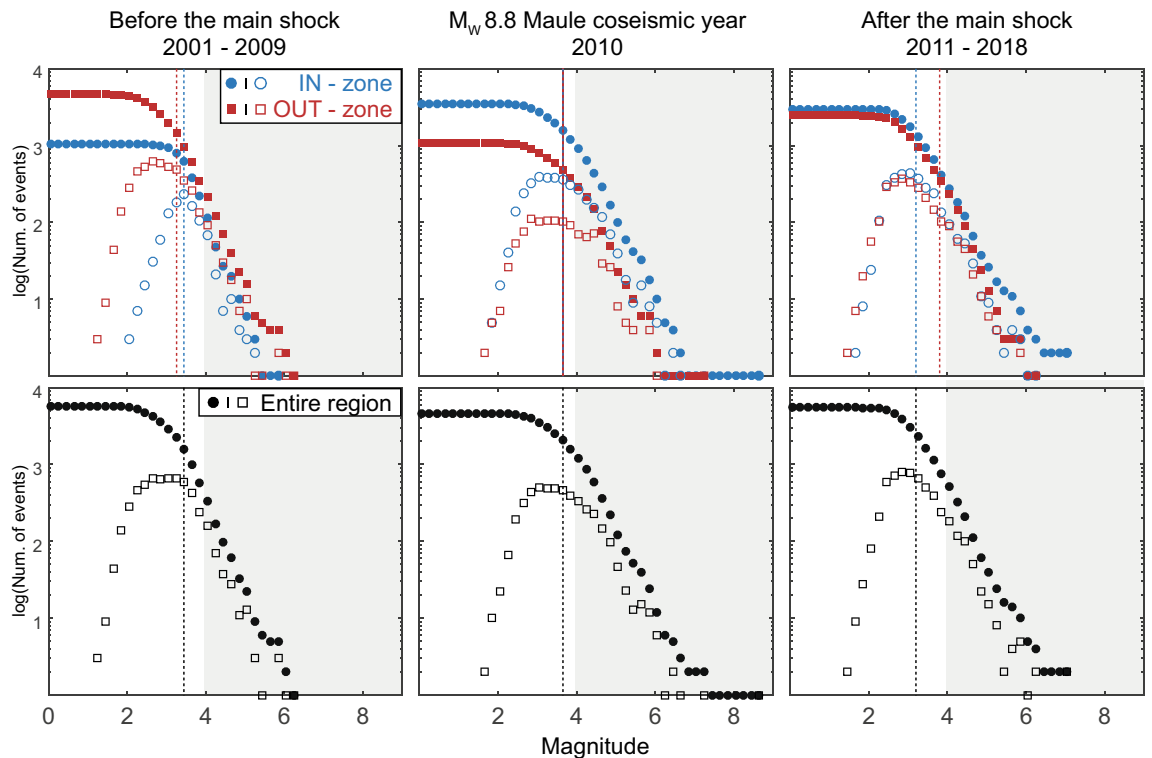 Before the main shock
2001 - 2009
M_W 8.8 Maule coseismic year
2010
After the main shock
2011 - 2018
IN - zone
OUT - zone
log(Num. of events)
4
3
2
1
Entire region
log(Num. of events)
4
3
2
1
0 2 4 6 8
2 4 6 8
2 4 6 8
Magnitude